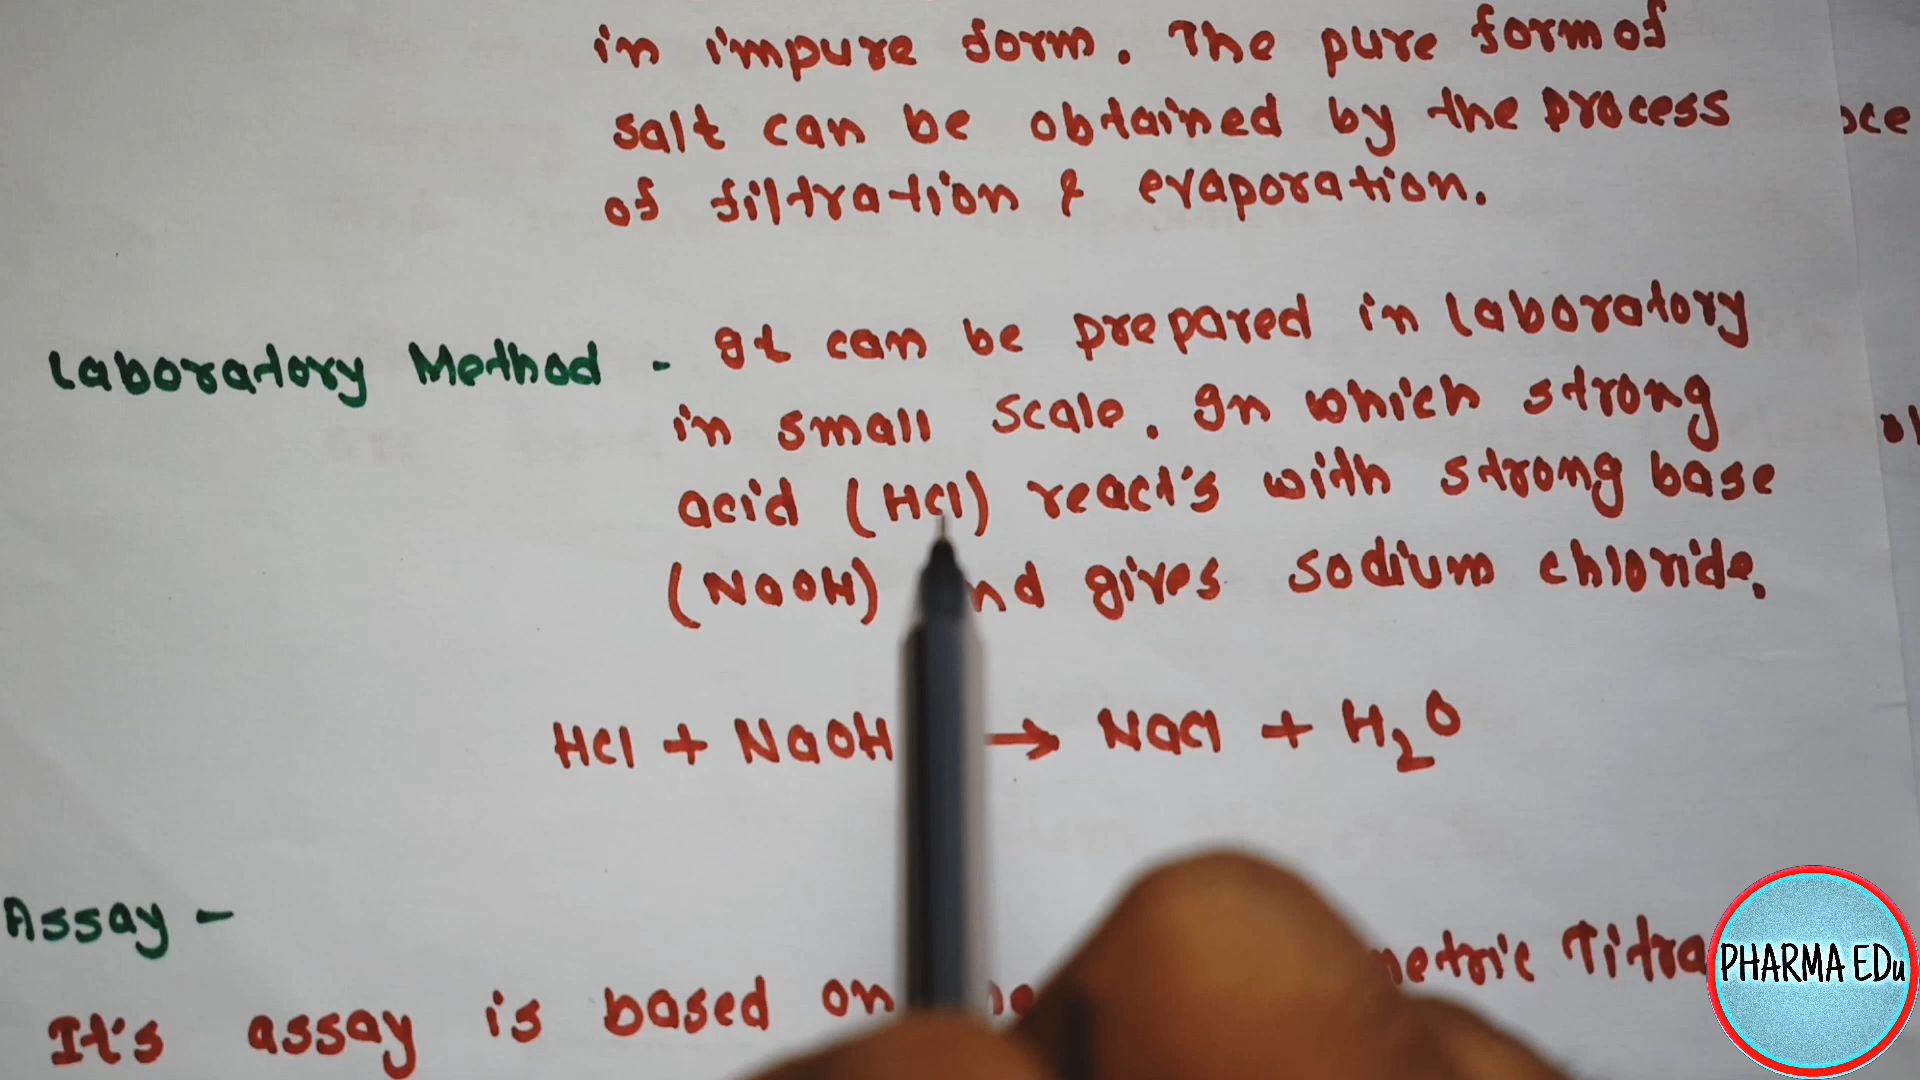 in impure form. The pure form of
salt can be obtained by the process
of filtration & evaporation.
Laboratory Method - It can be prepared in laboratory
in small scale. In which strong
acid (HCl) react's with strong base
(NaOH) and gives sodium chloride.
HCl + NaOH → NaCl + H₂O
Assay -
It's assay is based on
PHARMA EDu